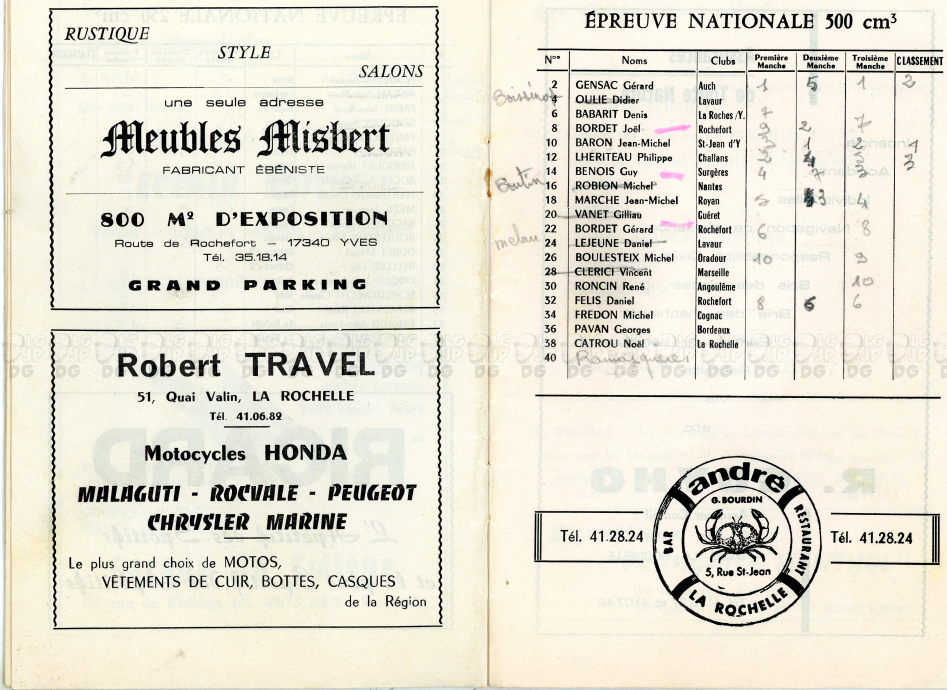 RUSTIQUE
STYLE
SALONS
une seule adresse
Meubles Misbert
FABRICANT ÉBÉNISTE
800 M² D'EXPOSITION
Route de Rochefort – 17340 YVES
Tél. 35.18.14
GRAND PARKING
Robert TRAVEL
51, Quai Valin, LA ROCHELLE
Tél. 41.06.82
Motocycles HONDA
MALAGUTI - ROCVALE - PEUGEOT
CHRYSLER MARINE
Le plus grand choix de MOTOS,
VÊTEMENTS DE CUIR, BOTTES, CASQUES
de la Région
ÉPREUVE NATIONALE 500 cm³
Nos Noms Clubs Première Manche Deuxième Manche Troisième Manche CLASSEMENT
2 GENSAC Gérard Auch 1 5 1 2
4 OULIE Didier Lavaur
6 BABARIT Denis La Roches /Y. 7
8 BORDET Joël Rochefort 9 2 7
10 BARON Jean-Michel St-Jean d'Y 3 1 2 1
12 LHERITEAU Philippe Challans 2 4 5 3
14 BENOIS Guy Surgères 4 7 3
Boutin 16 ROBION Michel Nantes
18 MARCHE Jean-Michel Royan 5 3 4
20 VANET Gilliau Guéret
22 BORDET Gérard Rochefort 6 8
24 LEJEUNE Daniel Lavaur
26 BOULESTEIX Michel Oradour 10 9
28 CLERICI Vincent Marseille
30 RONCIN René Angoulême 10
32 FELIS Daniel Rochefort 8 6 6
34 FREDON Michel Cognac
36 PAVAN Georges Bordeaux
38 CATROU Noël La Rochelle
40
andré
G. BOURDIN
BAR
RESTAURANT
Tél. 41.28.24
Tél. 41.28.24
5, Rue St-Jean
LA ROCHELLE